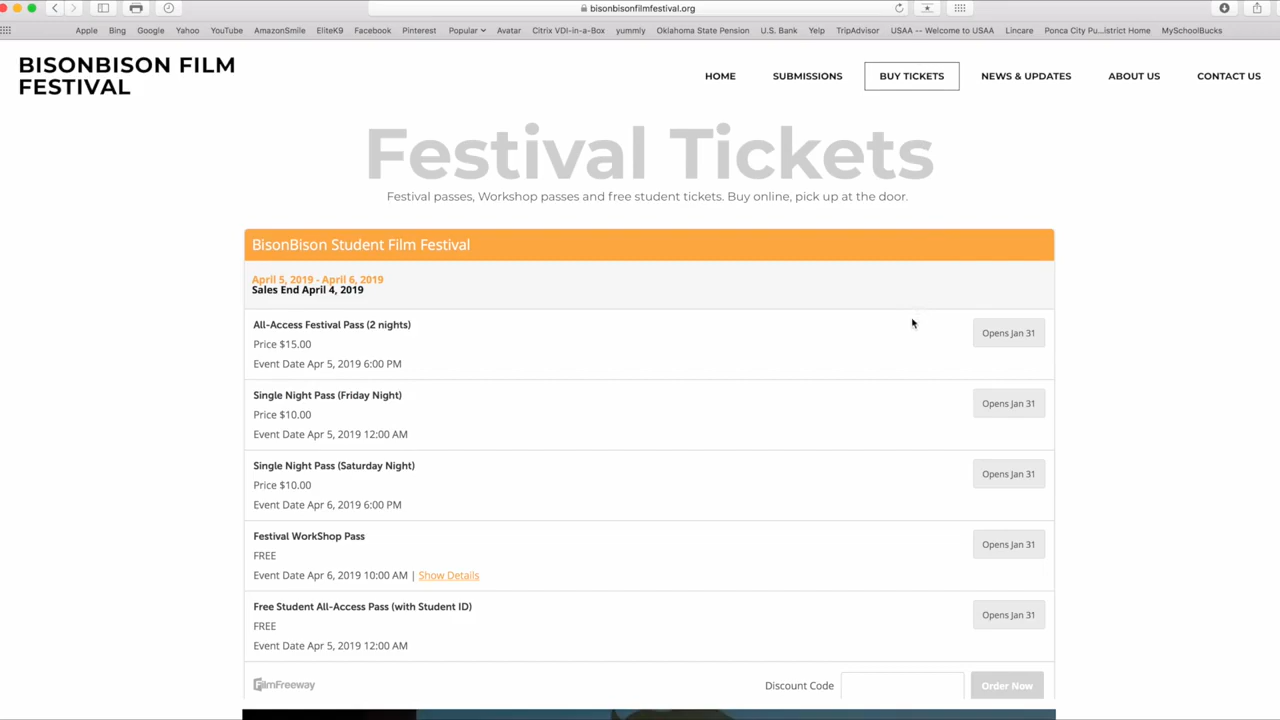 bisonbisonfilmfestival.org
Apple Bing Google Yahoo YouTube AmazonSmile EliteK9 Facebook Pinterest Popular Avatar Citrix VDI-in-a-Box yummly Oklahoma State Pension U.S. Bank Yelp TripAdvisor USAA -- Welcome to USAA Lincare Ponca City Pu...istrict Home MySchoolBucks
BISONBISON FILM
FESTIVAL
HOME SUBMISSIONS BUY TICKETS NEWS & UPDATES ABOUT US CONTACT US
Festival Tickets
Festival passes, Workshop passes and free student tickets. Buy online, pick up at the door.
BisonBison Student Film Festival
April 5, 2019 - April 6, 2019
Sales End April 4, 2019
All-Access Festival Pass (2 nights)
Opens Jan 31
Price $15.00
Event Date Apr 5, 2019 6:00 PM
Single Night Pass (Friday Night)
Opens Jan 31
Price $10.00
Event Date Apr 5, 2019 12:00 AM
Single Night Pass (Saturday Night)
Opens Jan 31
Price $10.00
Event Date Apr 6, 2019 6:00 PM
Festival WorkShop Pass
Opens Jan 31
FREE
Event Date Apr 6, 2019 10:00 AM | Show Details
Free Student All-Access Pass (with Student ID)
Opens Jan 31
FREE
Event Date Apr 5, 2019 12:00 AM
FilmFreeway Discount Code Order Now